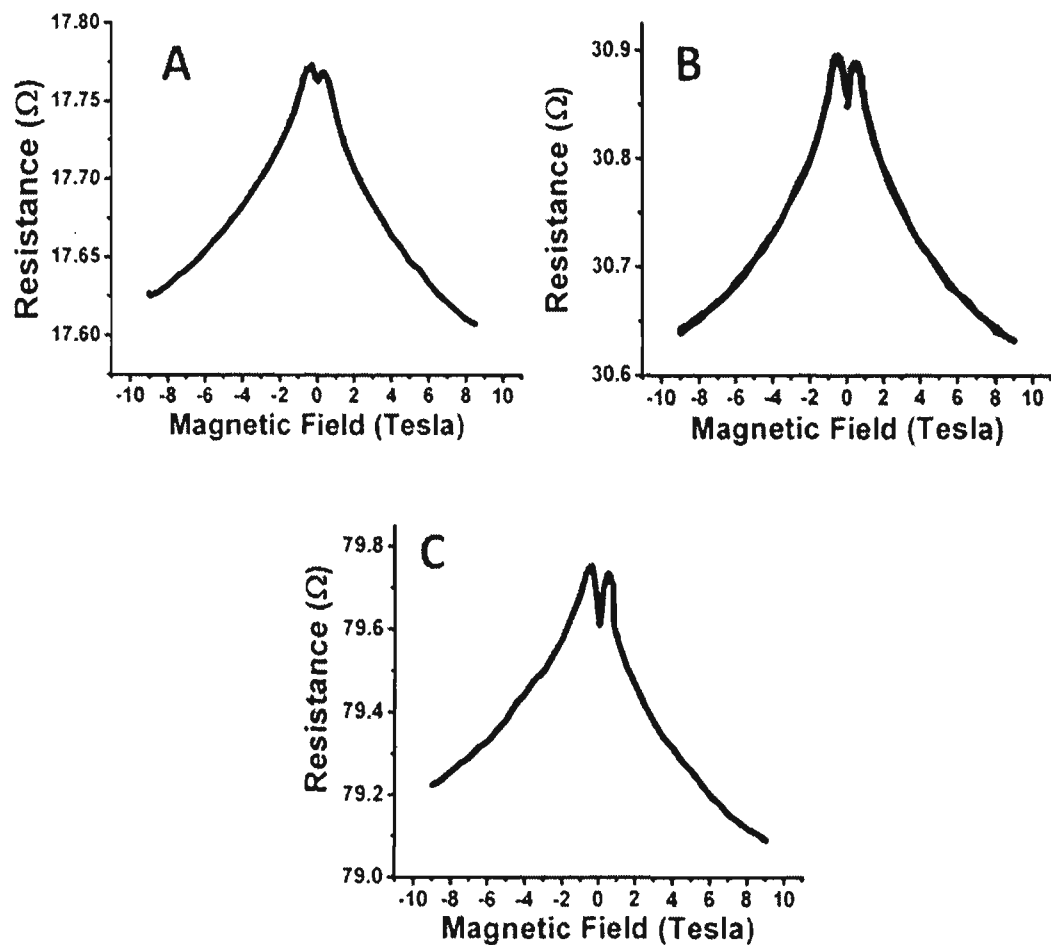 A
Resistance (Ω)
17.80
17.75
17.70
17.65
17.60
-10 -8 -6 -4 -2 0 2 4 6 8 10
Magnetic Field (Tesla)
B
Resistance (Ω)
30.9
30.8
30.7
30.6
-10 -8 -6 -4 -2 0 2 4 6 8 10
Magnetic Field (Tesla)
C
Resistance (Ω)
79.8
79.6
79.4
79.2
79.0
-10 -8 -6 -4 -2 0 2 4 6 8 10
Magnetic Field (Tesla)